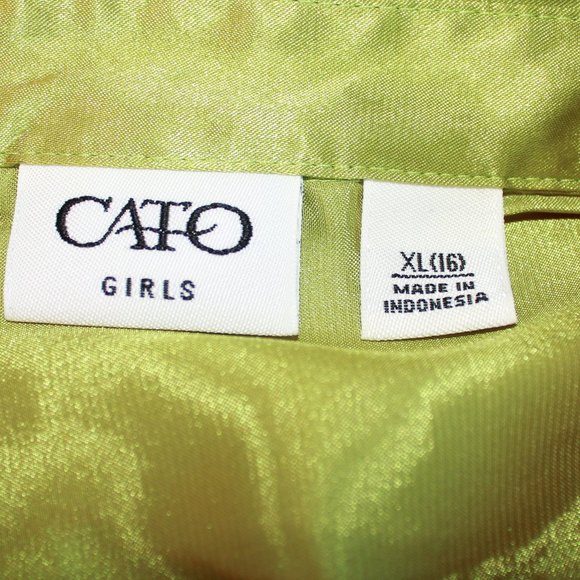 CATO
GIRLS
XL(16)
MADE IN
INDONESIA